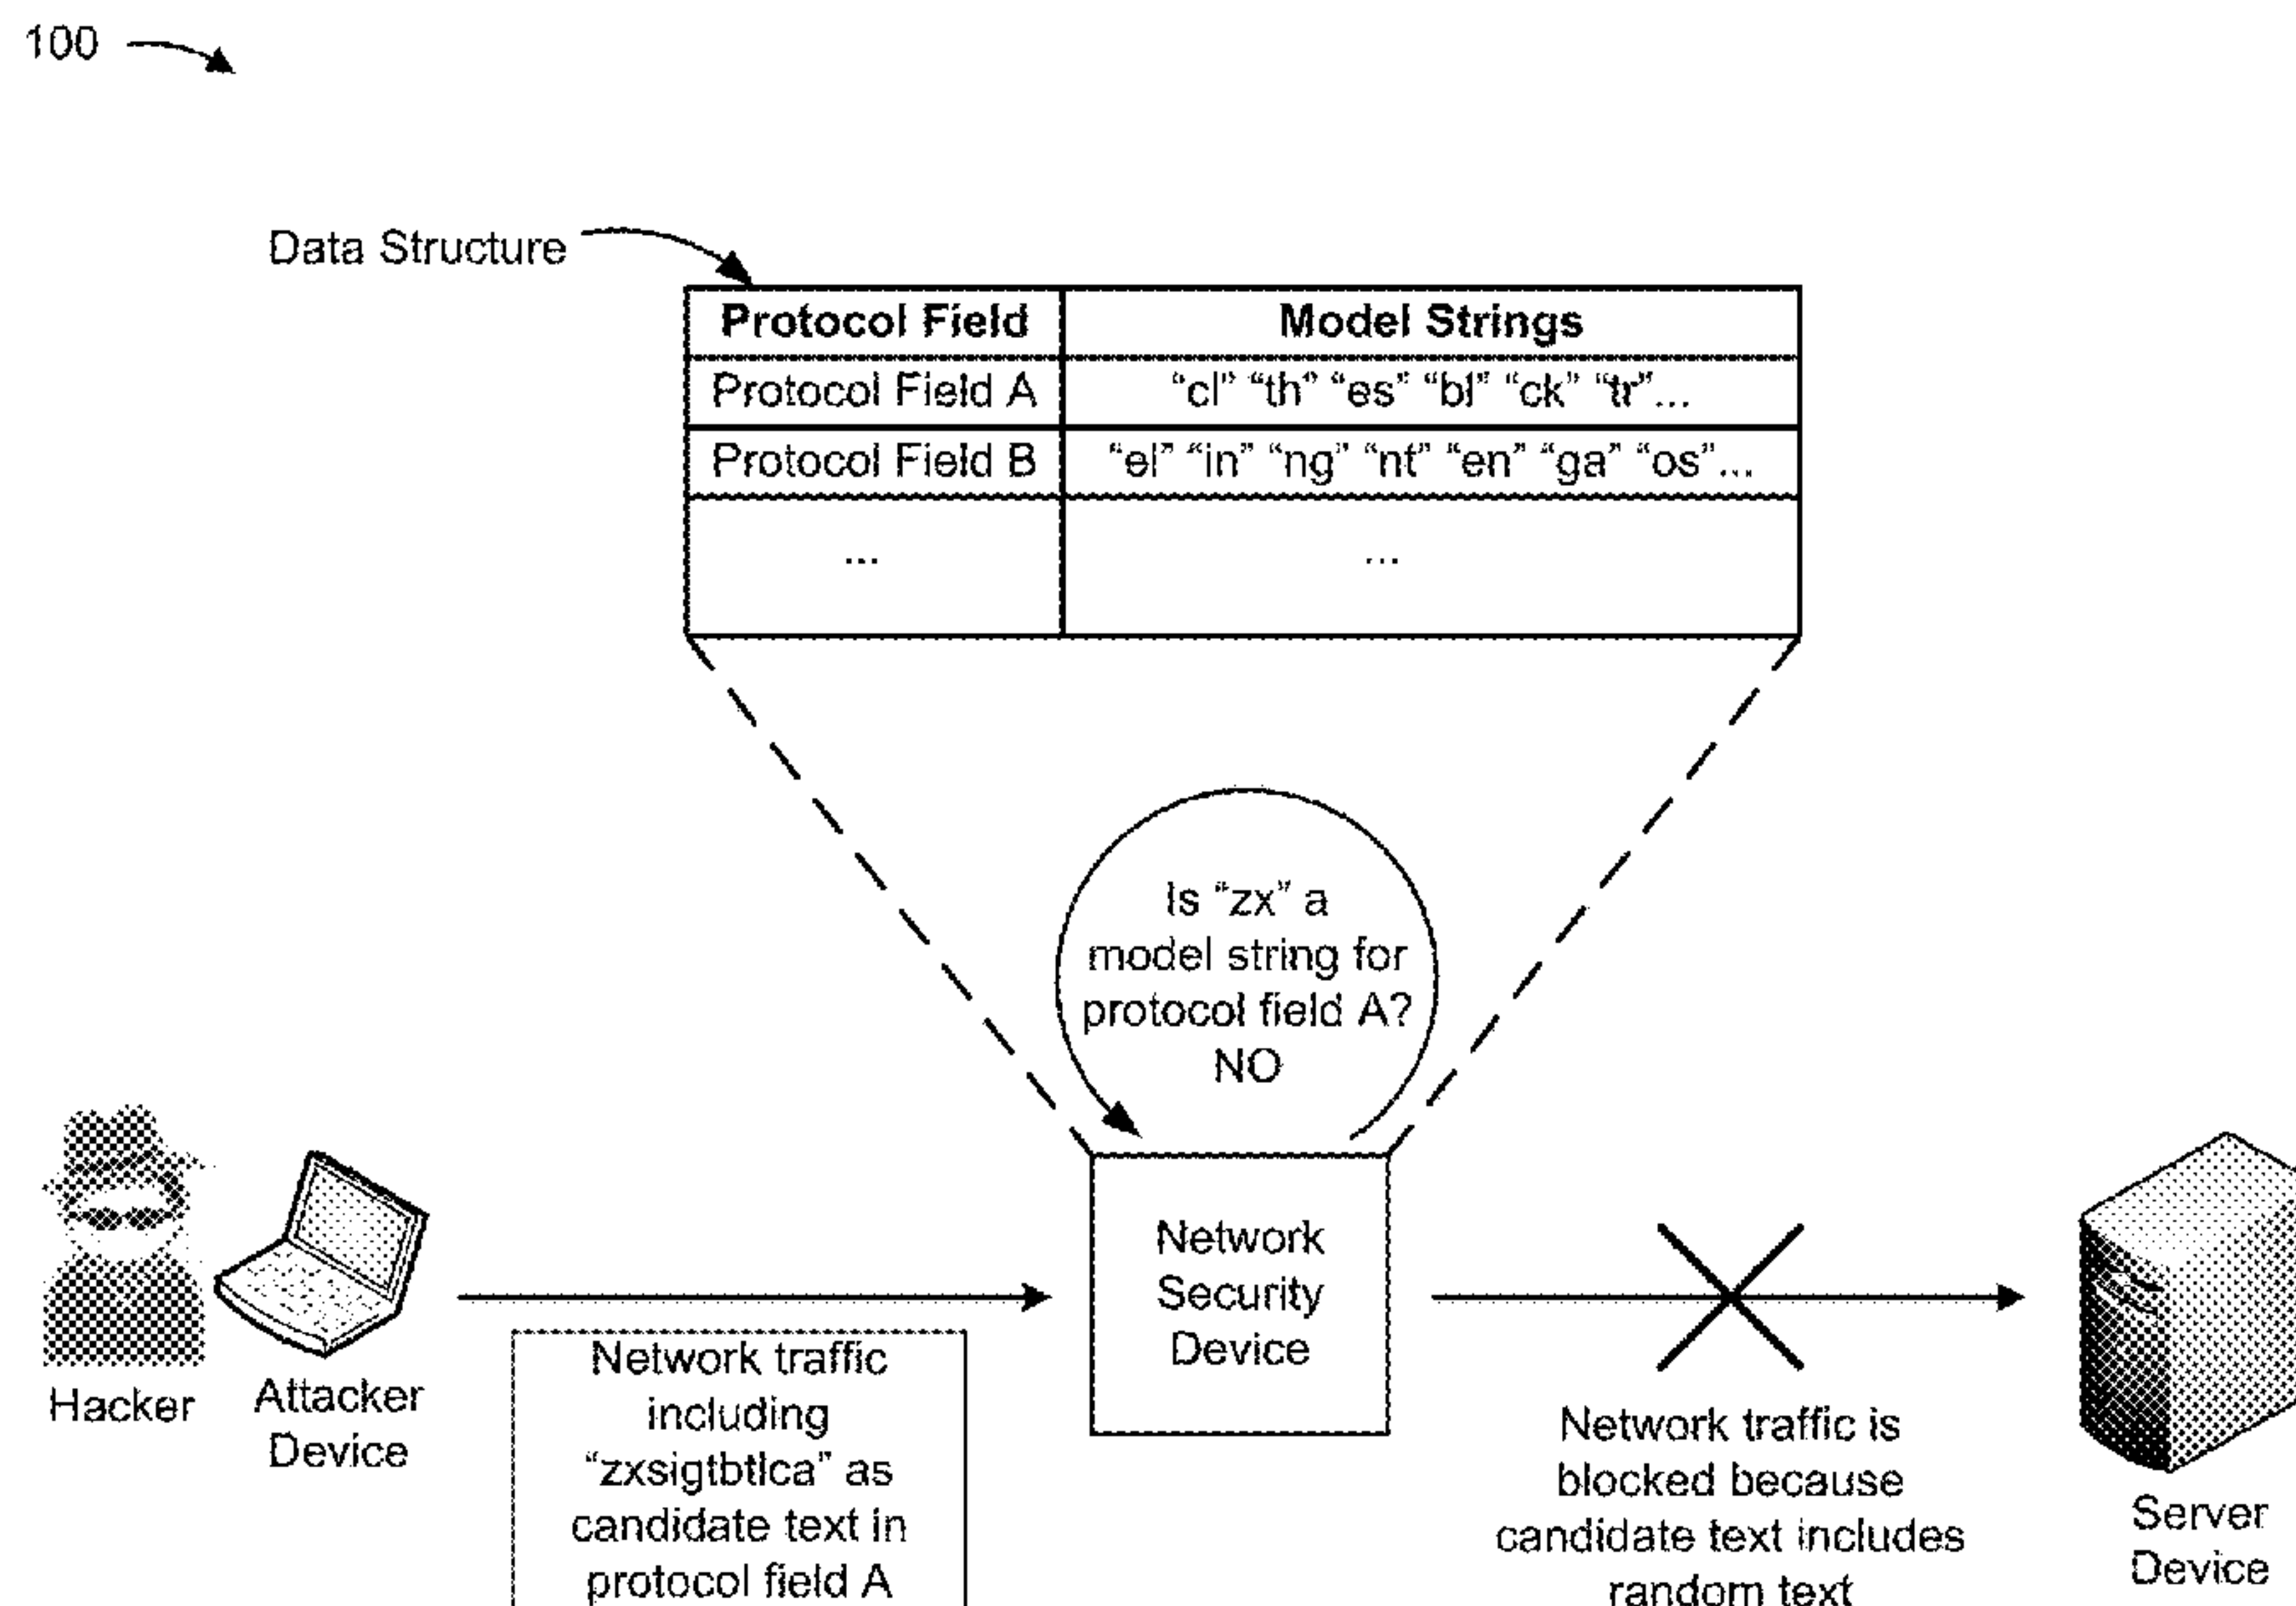 100
Data Structure
Protocol Field Model Strings
Protocol Field A “cl” “th” “es” “bl” “ck” “tr”...
Protocol Field B “el” “in” “ng” “nt” “en” “ga” “os”...
... ...
Is “zx” a
model string for
protocol field A?
NO
Hacker
Attacker
Device
Network traffic
including
“zxsigtbtlca” as
candidate text in
protocol field A
Network
Security
Device
Network traffic is
blocked because
candidate text includes
random text
Server
Device